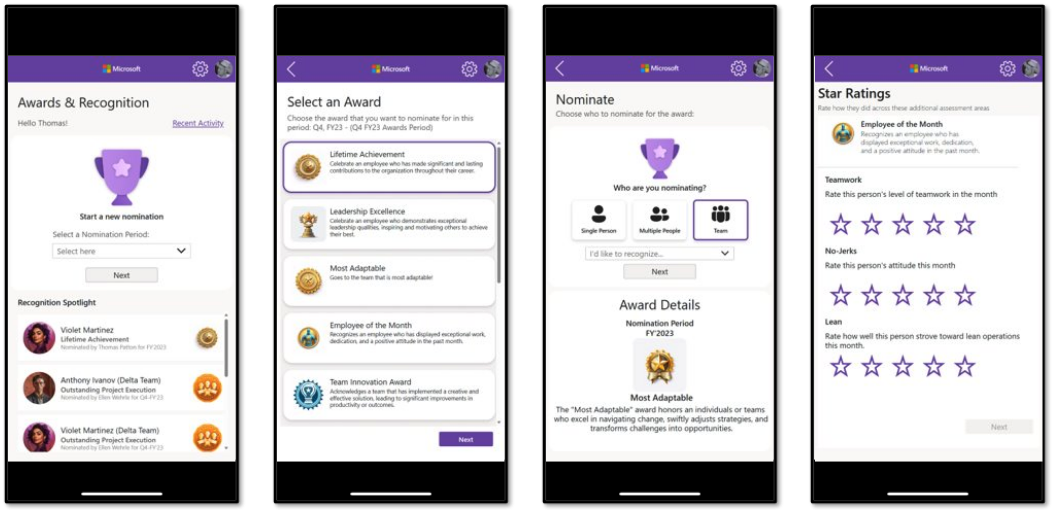 Microsoft
Awards & Recognition
Hello Thomas!
Recent Activity
Start a new nomination
Select a Nomination Period:
Select here
Next
Recognition Spotlight
Violet Martinez
Lifetime Achievement
Nominated by Thomas Patton for FY2023
Anthony Ivanov (Delta Team)
Outstanding Project Execution
Nominated by Ellen Wehrle for Q4-FY23
Violet Martinez (Delta Team)
Outstanding Project Execution
Nominated by Ellen Wehrle for Q4-FY23
Microsoft
Select an Award
Choose the award that you want to nominate for in this
period: Q4, FY23 - (Q4 FY23 Awards Period)
Lifetime Achievement
Celebrate an employee who has made significant and lasting
contributions to the organization throughout their career.
Leadership Excellence
Celebrate an employee who demonstrates exceptional
leadership qualities, inspiring and motivating others to achieve
their best.
Most Adaptable
Goes to the team that is most adaptable!
Employee of the Month
Recognizes an employee who has displayed exceptional work,
dedication, and a positive attitude in the past month.
Team Innovation Award
Acknowledges a team that has implemented a creative and
effective solution, leading to significant improvements in
productivity or outcomes.
Next
Microsoft
Nominate
Choose who to nominate for the award:
Who are you nominating?
Single Person
Multiple People
Team
I'd like to recognize...
Next
Award Details
Nomination Period
FY'2023
Most Adaptable
The "Most Adaptable" award honors an individuals or teams
who excel in navigating change, swiftly adjusts strategies, and
transforms challenges into opportunities.
Microsoft
Star Ratings
Rate how they did across these additional assessment areas.
Employee of the Month
Recognizes an employee who has
displayed exceptional work, dedication,
and a positive attitude in the past month.
Teamwork
Rate this person's level of teamwork in the month
No-Jerks
Rate this person's attitude this month
Lean
Rate how well this person strove toward lean operations
this month.
Next